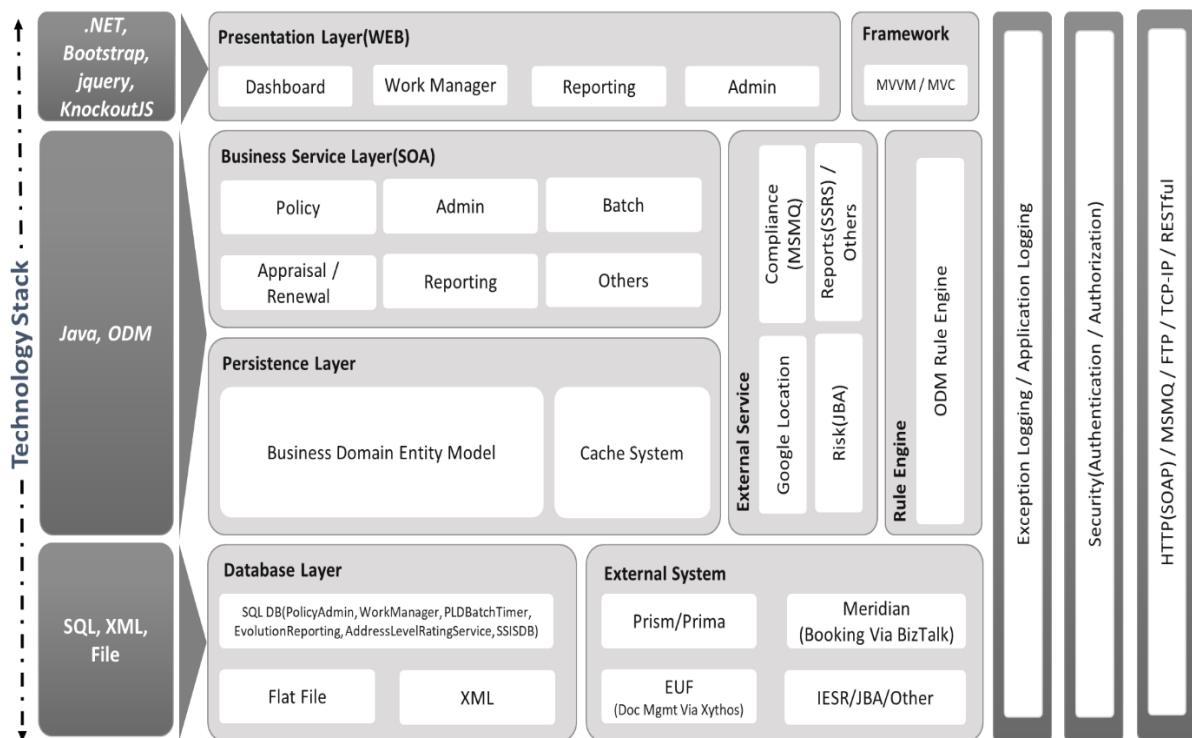 Technology Stack
.NET,
Bootstrap,
jquery,
KnockoutJS
Presentation Layer(WEB)
Dashboard
Work Manager
Reporting
Admin
Framework
MVVM / MVC
Java, ODM
Business Service Layer(SOA)
Policy
Admin
Batch
Appraisal /
Renewal
Reporting
Others
Persistence Layer
Business Domain Entity Model
Cache System
External Service
Compliance
(MSMQ)
Reports(SSRS) /
Others
Google Location
Risk(JBA)
Rule Engine
ODM Rule Engine
SQL, XML,
File
Database Layer
SQL DB(PolicyAdmin, WorkManager, PLDBatchTimer,
EvolutionReporting, AddressLevelRatingService, SSISDB)
Flat File
XML
External System
Prism/Prima
Meridian
(Booking Via BizTalk)
EUF
(Doc Mgmt Via Xythos)
IESR/JBA/Other
Exception Logging / Application Logging
Security(Authentication / Authorization)
HTTP(SOAP) / MSMQ / FTP / TCP-IP / RESTful